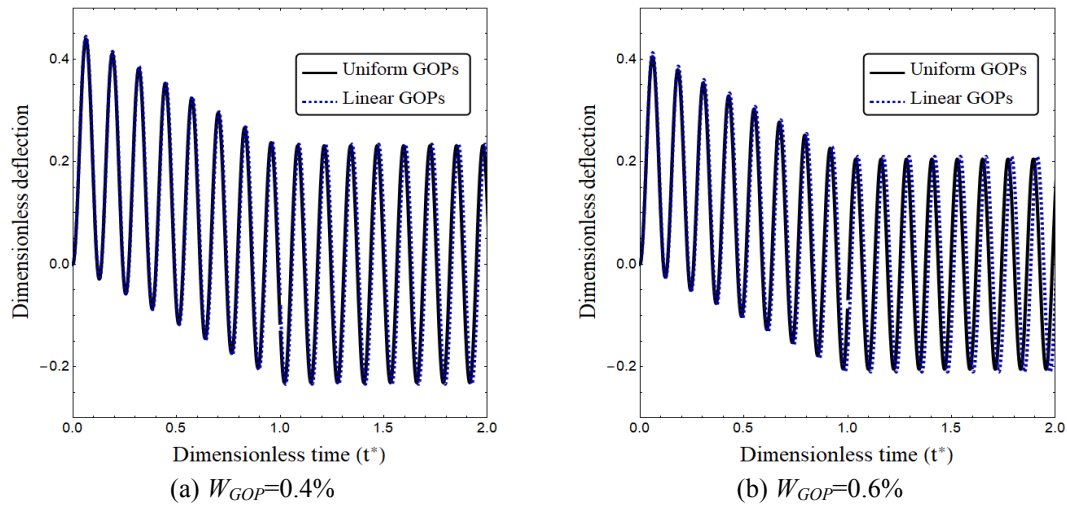 0.4
0.2
0.0
−0.2
0.0
0.5
1.0
1.5
2.0
Dimensionless deflection
Dimensionless time (t*)
Uniform GOPs
Linear GOPs
(a) W_GOP=0.4%
0.4
0.2
0.0
−0.2
0.0
0.5
1.0
1.5
2.0
Dimensionless deflection
Dimensionless time (t*)
Uniform GOPs
Linear GOPs
(b) W_GOP=0.6%